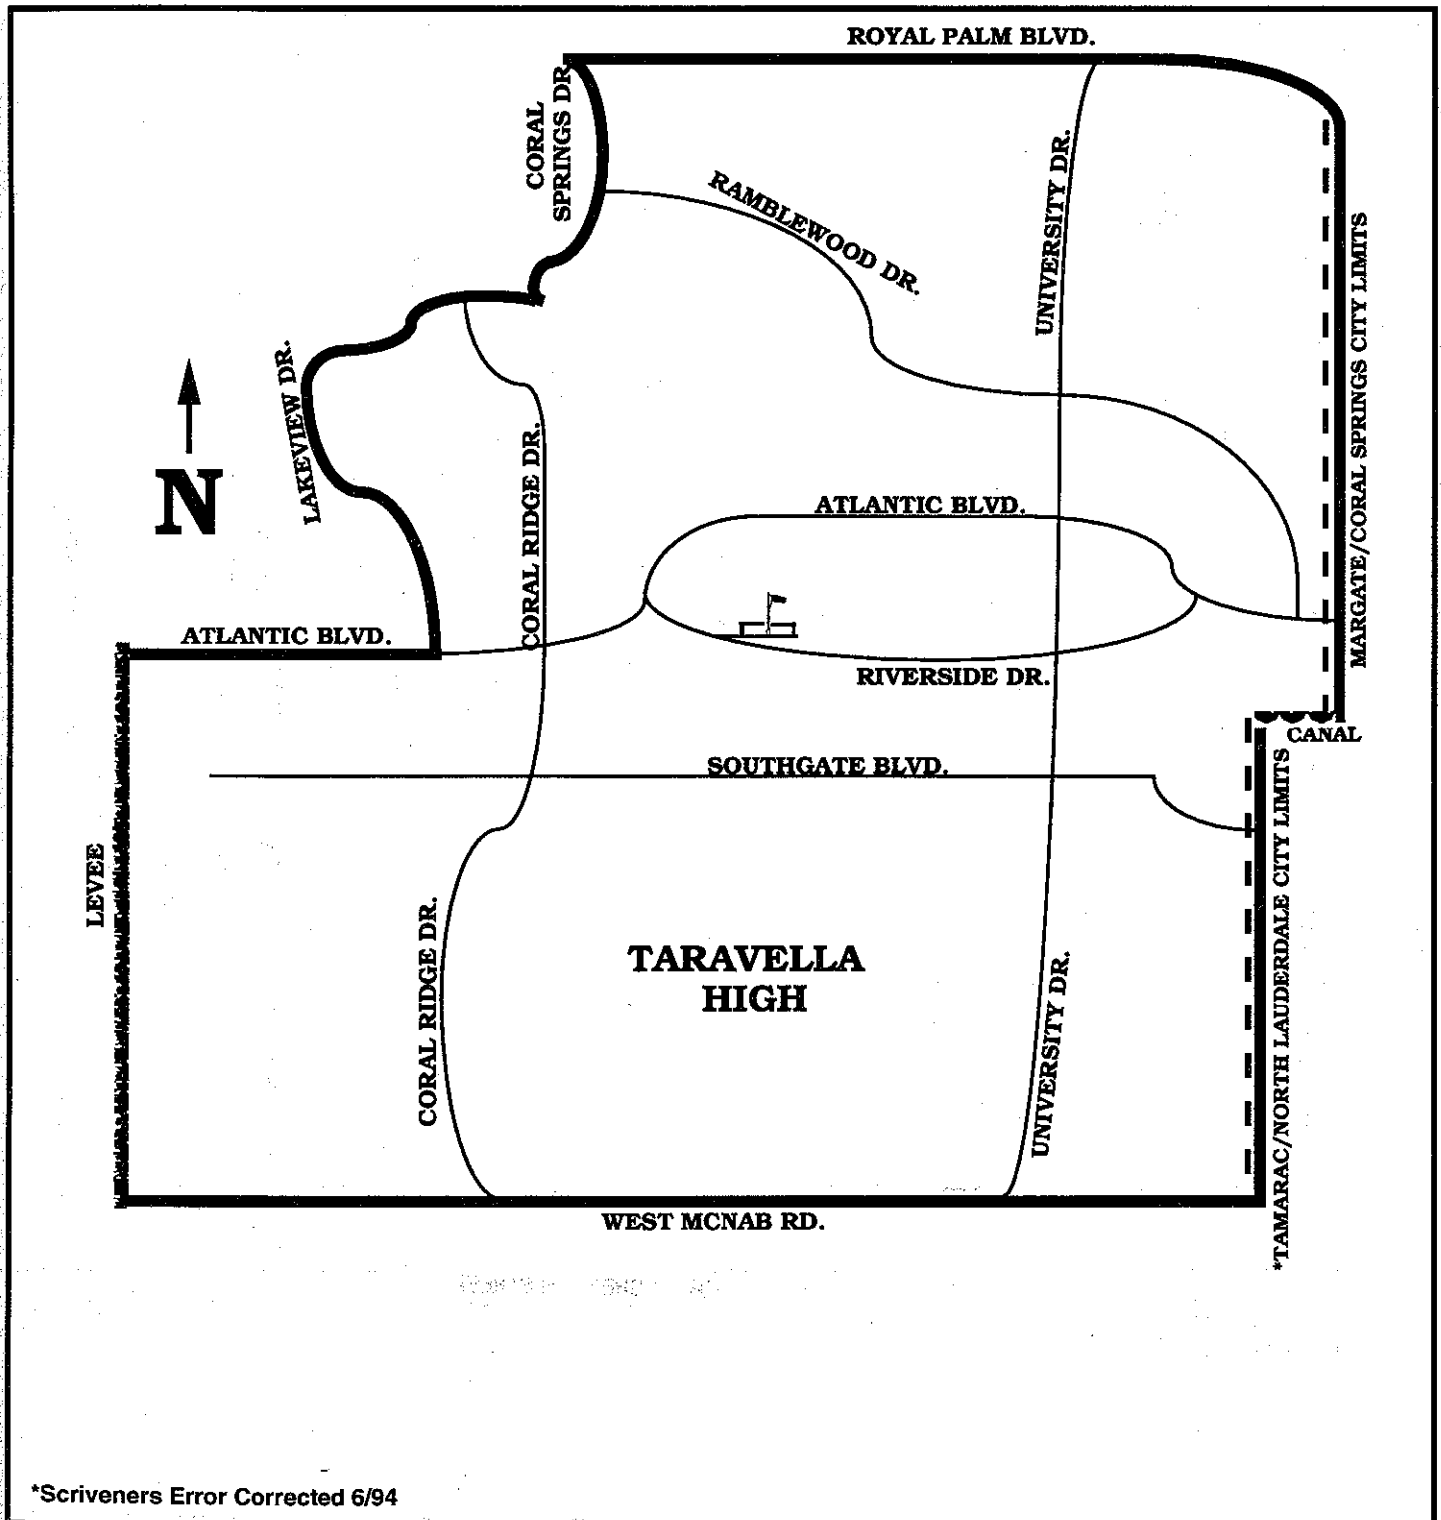 ROYAL PALM BLVD.
CORAL
SPRINGS DR.
UNIVERSITY DR.
RAMBLEWOOD DR.
MARGATE/CORAL SPRINGS CITY LIMITS
LAKEVIEW DR.
N
CORAL RIDGE DR.
ATLANTIC BLVD.
ATLANTIC BLVD.
RIVERSIDE DR.
CANAL
SOUTHGATE BLVD.
LEVEE
*TAMARAC/NORTH LAUDERDALE CITY LIMITS
CORAL RIDGE DR.
TARAVELLA
HIGH
UNIVERSITY DR.
WEST MCNAB RD.
*Scriveners Error Corrected 6/94